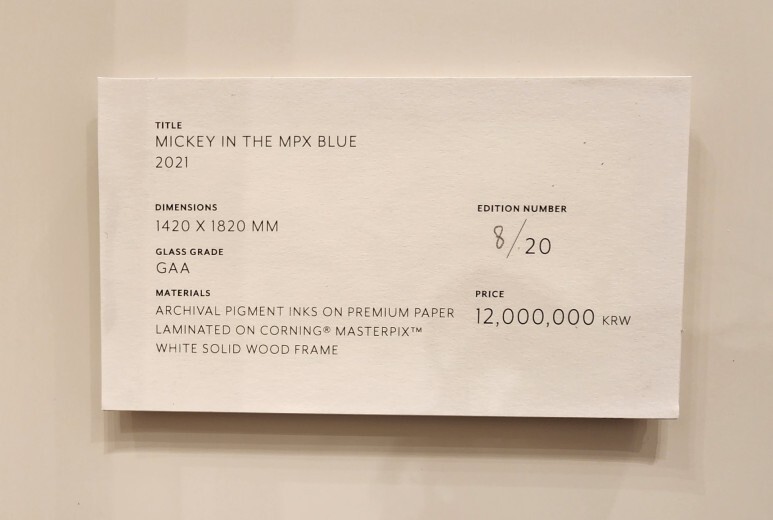 TITLE
MICKEY IN THE MPX BLUE
2021
DIMENSIONS
1420 X 1820 MM
GLASS GRADE
GAA
MATERIALS
ARCHIVAL PIGMENT INKS ON PREMIUM PAPER
LAMINATED ON CORNING® MASTERPIX™
WHITE SOLID WOOD FRAME
EDITION NUMBER
8/20
PRICE
12,000,000 KRW